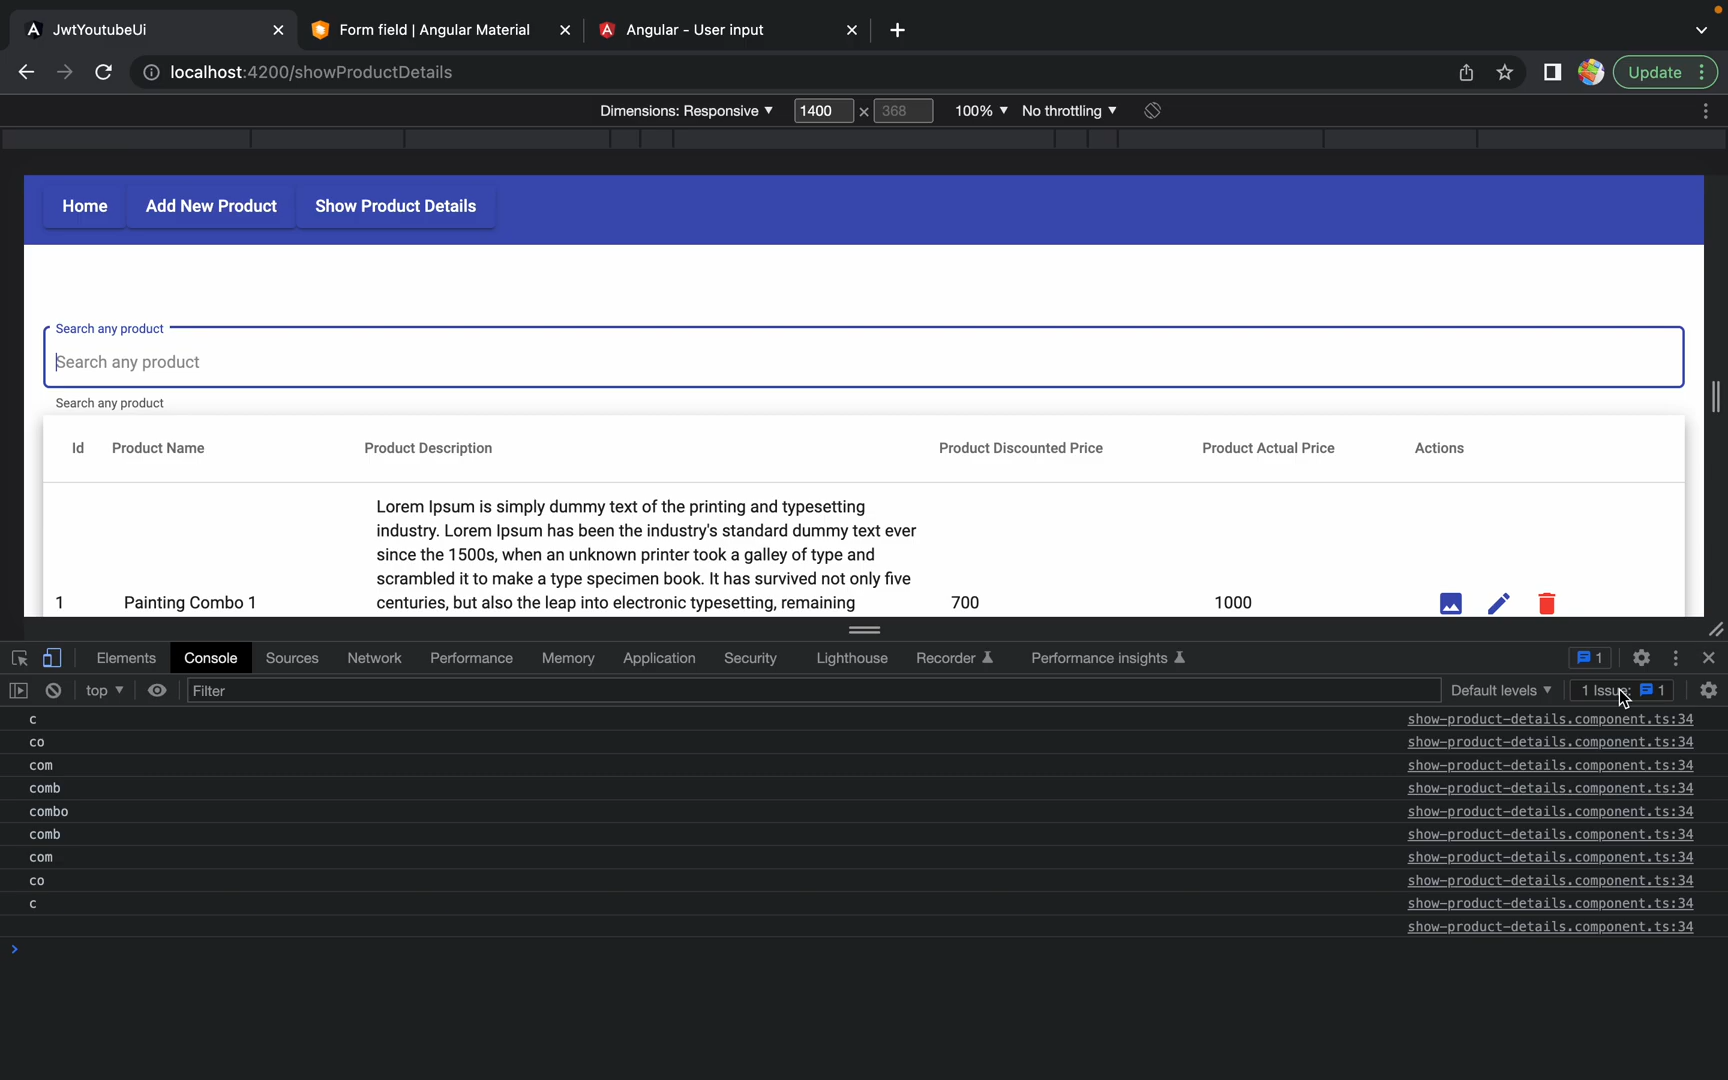 JwtYoutubeUi
Form field | Angular Material
Angular - User input
localhost:4200/showProductDetails
Update
Dimensions: Responsive
1400 × 368
100%
No throttling
Home
Add New Product
Show Product Details
Search any product
Search any product
Search any product
Id Product Name Product Description Product Discounted Price Product Actual Price Actions
Lorem Ipsum is simply dummy text of the printing and typesetting
industry. Lorem Ipsum has been the industry's standard dummy text ever
since the 1500s, when an unknown printer took a galley of type and
scrambled it to make a type specimen book. It has survived not only five
1 Painting Combo 1 centuries, but also the leap into electronic typesetting, remaining 700 1000
Elements Console Sources Network Performance Memory Application Security Lighthouse Recorder Performance insights 1
top Filter Default levels 1 Issue: 1
c show-product-details.component.ts:34
co show-product-details.component.ts:34
com show-product-details.component.ts:34
comb show-product-details.component.ts:34
combo show-product-details.component.ts:34
comb show-product-details.component.ts:34
com show-product-details.component.ts:34
co show-product-details.component.ts:34
c show-product-details.component.ts:34
show-product-details.component.ts:34